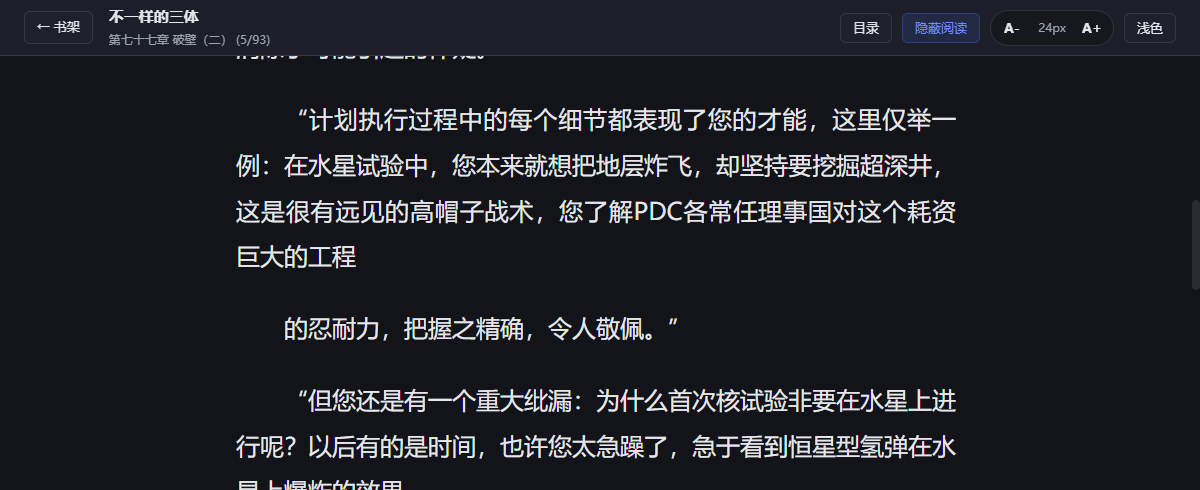 ← 书架
不一样的三体
第七十七章 破壁（二） (5/93)
目录
隐蔽阅读
A-
24px
A+
浅色
“计划执行过程中的每个细节都表现了您的才能，这里仅举一
例：在水星试验中，您本来就想把地层炸飞，却坚持要挖掘超深井，
这是很有远见的高帽子战术，您了解PDC各常任理事国对这个耗资
巨大的工程
的忍耐力，把握之精确，令人敬佩。”
“但您还是有一个重大纰漏：为什么首次核试验非要在水星上进
行呢？以后有的是时间，也许您太急躁了，急于看到恒星型氢弹在水
星上爆炸的效果